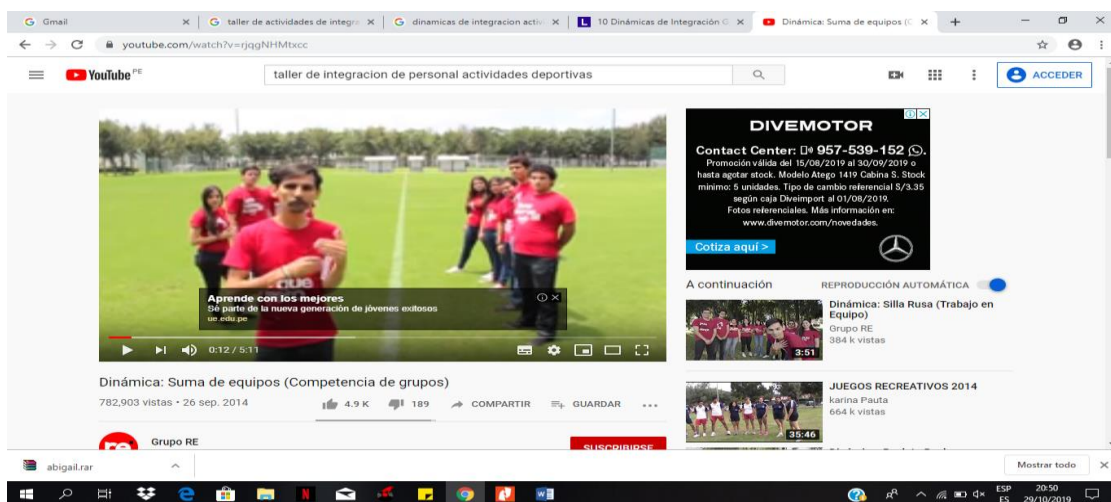 Gmail
taller de actividades de integra
dinamicas de integracion activi
10 Dinámicas de Integración G
Dinámica: Suma de equipos (C
youtube.com/watch?v=rjqgNHMtxcc
YouTube PE
taller de integracion de personal actividades deportivas
ACCEDER
Aprende con los mejores
Sé parte de la nueva generación de jóvenes exitosos
ue.edu.pe
0:12 / 5:11
Dinámica: Suma de equipos (Competencia de grupos)
782,903 vistas • 26 sep. 2014
4.9 K
189
COMPARTIR
GUARDAR
re
Grupo RE
SUSCRIBIRSE
DIVEMOTOR
Contact Center: 957-539-152
Promoción válida del 15/08/2019 al 30/09/2019 o
hasta agotar stock. Modelo Atego 1419 Cabina S. Stock
mínimo: 5 unidades. Tipo de cambio referencial S/3.35
según caja Diveimport al 01/08/2019.
Fotos referenciales. Más información en:
www.divemotor.com/novedades.
Cotiza aquí >
A continuación
REPRODUCCIÓN AUTOMÁTICA
Dinámica: Silla Rusa (Trabajo en
Equipo)
Grupo RE
384 k vistas
3:51
JUEGOS RECREATIVOS 2014
karina Pauta
664 k vistas
35:46
abigail.rar
Mostrar todo
ESP
ES
20:50
29/10/2019